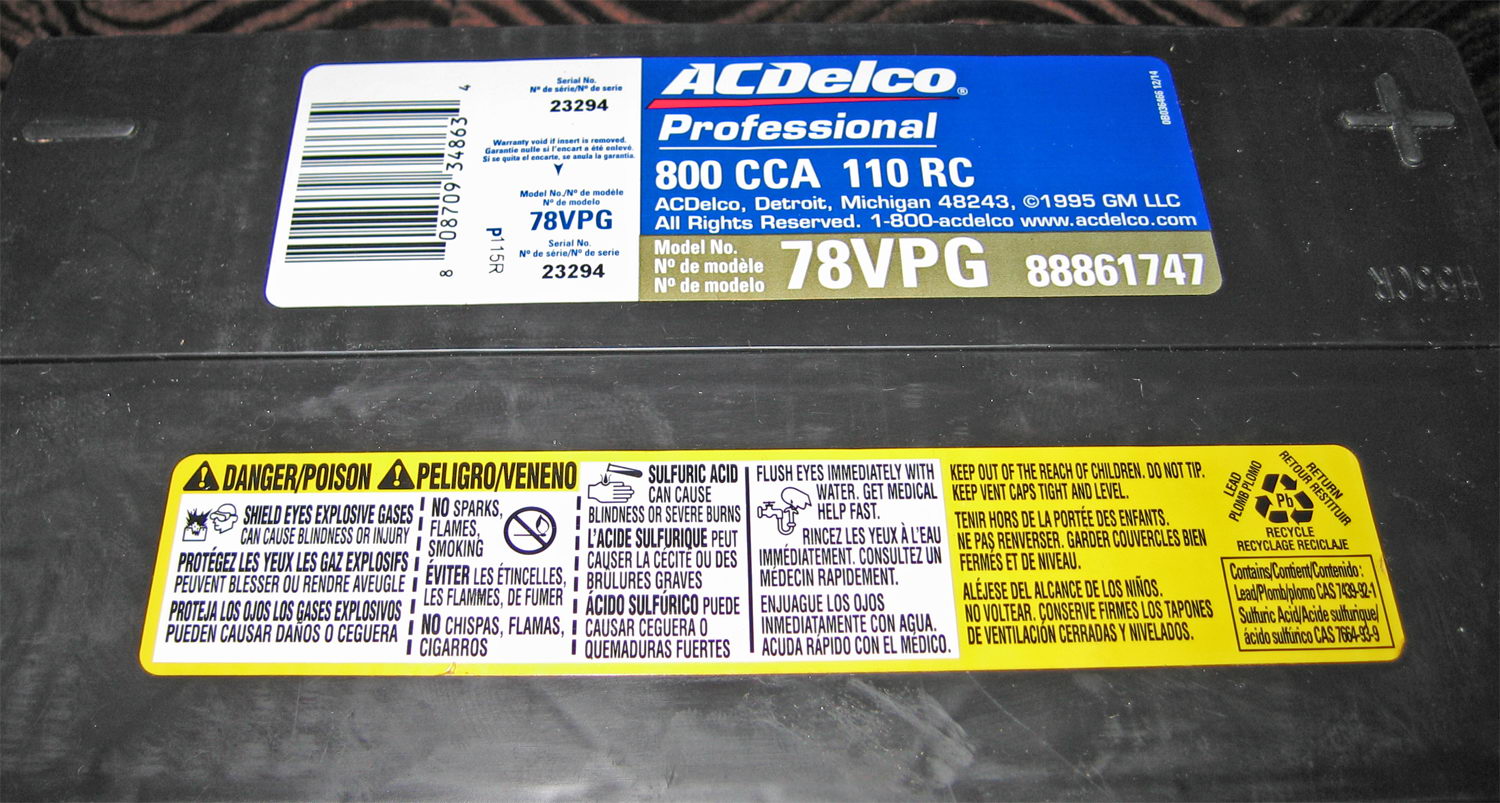 Serial No.
Nº de série/Nº de serie
23294
Warranty void if insert is removed.
Garantie nulle si l'encart a été enlevé.
Si se quita el encarte, se anula la garantía.
Model No./Nº de modèle
Nº de modelo
78VPG
Serial No.
Nº de série/Nº de serie
23294
P115R
8 08709 34863 4
ACDelco®
Professional
800 CCA 110 RC
ACDelco, Detroit, Michigan 48243, ©1995 GM LLC
All Rights Reserved. 1-800-acdelco www.acdelco.com
Model No.
Nº de modèle
Nº de modelo
78VPG 88861747
0B036466 12/14
H55CR
DANGER/POISON PELIGRO/VENENO
SHIELD EYES EXPLOSIVE GASES
CAN CAUSE BLINDNESS OR INJURY
PROTÉGEZ LES YEUX LES GAZ EXPLOSIFS
PEUVENT BLESSER OU RENDRE AVEUGLE
PROTEJA LOS OJOS LOS GASES EXPLOSIVOS
PUEDEN CAUSAR DAÑOS O CEGUERA
NO SPARKS,
FLAMES,
SMOKING
ÉVITER LES ÉTINCELLES,
LES FLAMMES, DE FUMER
NO CHISPAS, FLAMAS,
CIGARROS
SULFURIC ACID
CAN CAUSE
BLINDNESS OR SEVERE BURNS
L'ACIDE SULFURIQUE PEUT
CAUSER LA CÉCITE OU DES
BRÛLURES GRAVES
ÁCIDO SULFÚRICO PUEDE
CAUSAR CEGUERA O
QUEMADURAS FUERTES
FLUSH EYES IMMEDIATELY WITH
WATER. GET MEDICAL
HELP FAST.
RINCEZ LES YEUX À L'EAU
IMMÉDIATEMENT. CONSULTEZ UN
MÉDECIN RAPIDEMENT.
ENJUAGUE LOS OJOS
INMEDIATAMENTE CON AGUA.
ACUDA RÁPIDO CON EL MÉDICO.
KEEP OUT OF THE REACH OF CHILDREN. DO NOT TIP.
KEEP VENT CAPS TIGHT AND LEVEL.
TENIR HORS DE LA PORTÉE DES ENFANTS.
NE PAS RENVERSER. GARDER COUVERCLES BIEN
FERMES ET DE NIVEAU.
ALÉJESE DEL ALCANCE DE LOS NIÑOS.
NO VOLTEAR. CONSERVE FIRMES LOS TAPONES
DE VENTILACIÓN CERRADAS Y NIVELADOS.
LEAD
PLOMB PLOMO
RETURN
RETOUR RESTITUIR
Pb
RECYCLE
RECYCLAGE RECICLAJE
Contains/Contient/Contenido:
Lead/Plomb/plomo CAS 7439-92-1
Sulfuric Acid/Acide sulfurique/
ácido sulfúrico CAS 7664-93-9